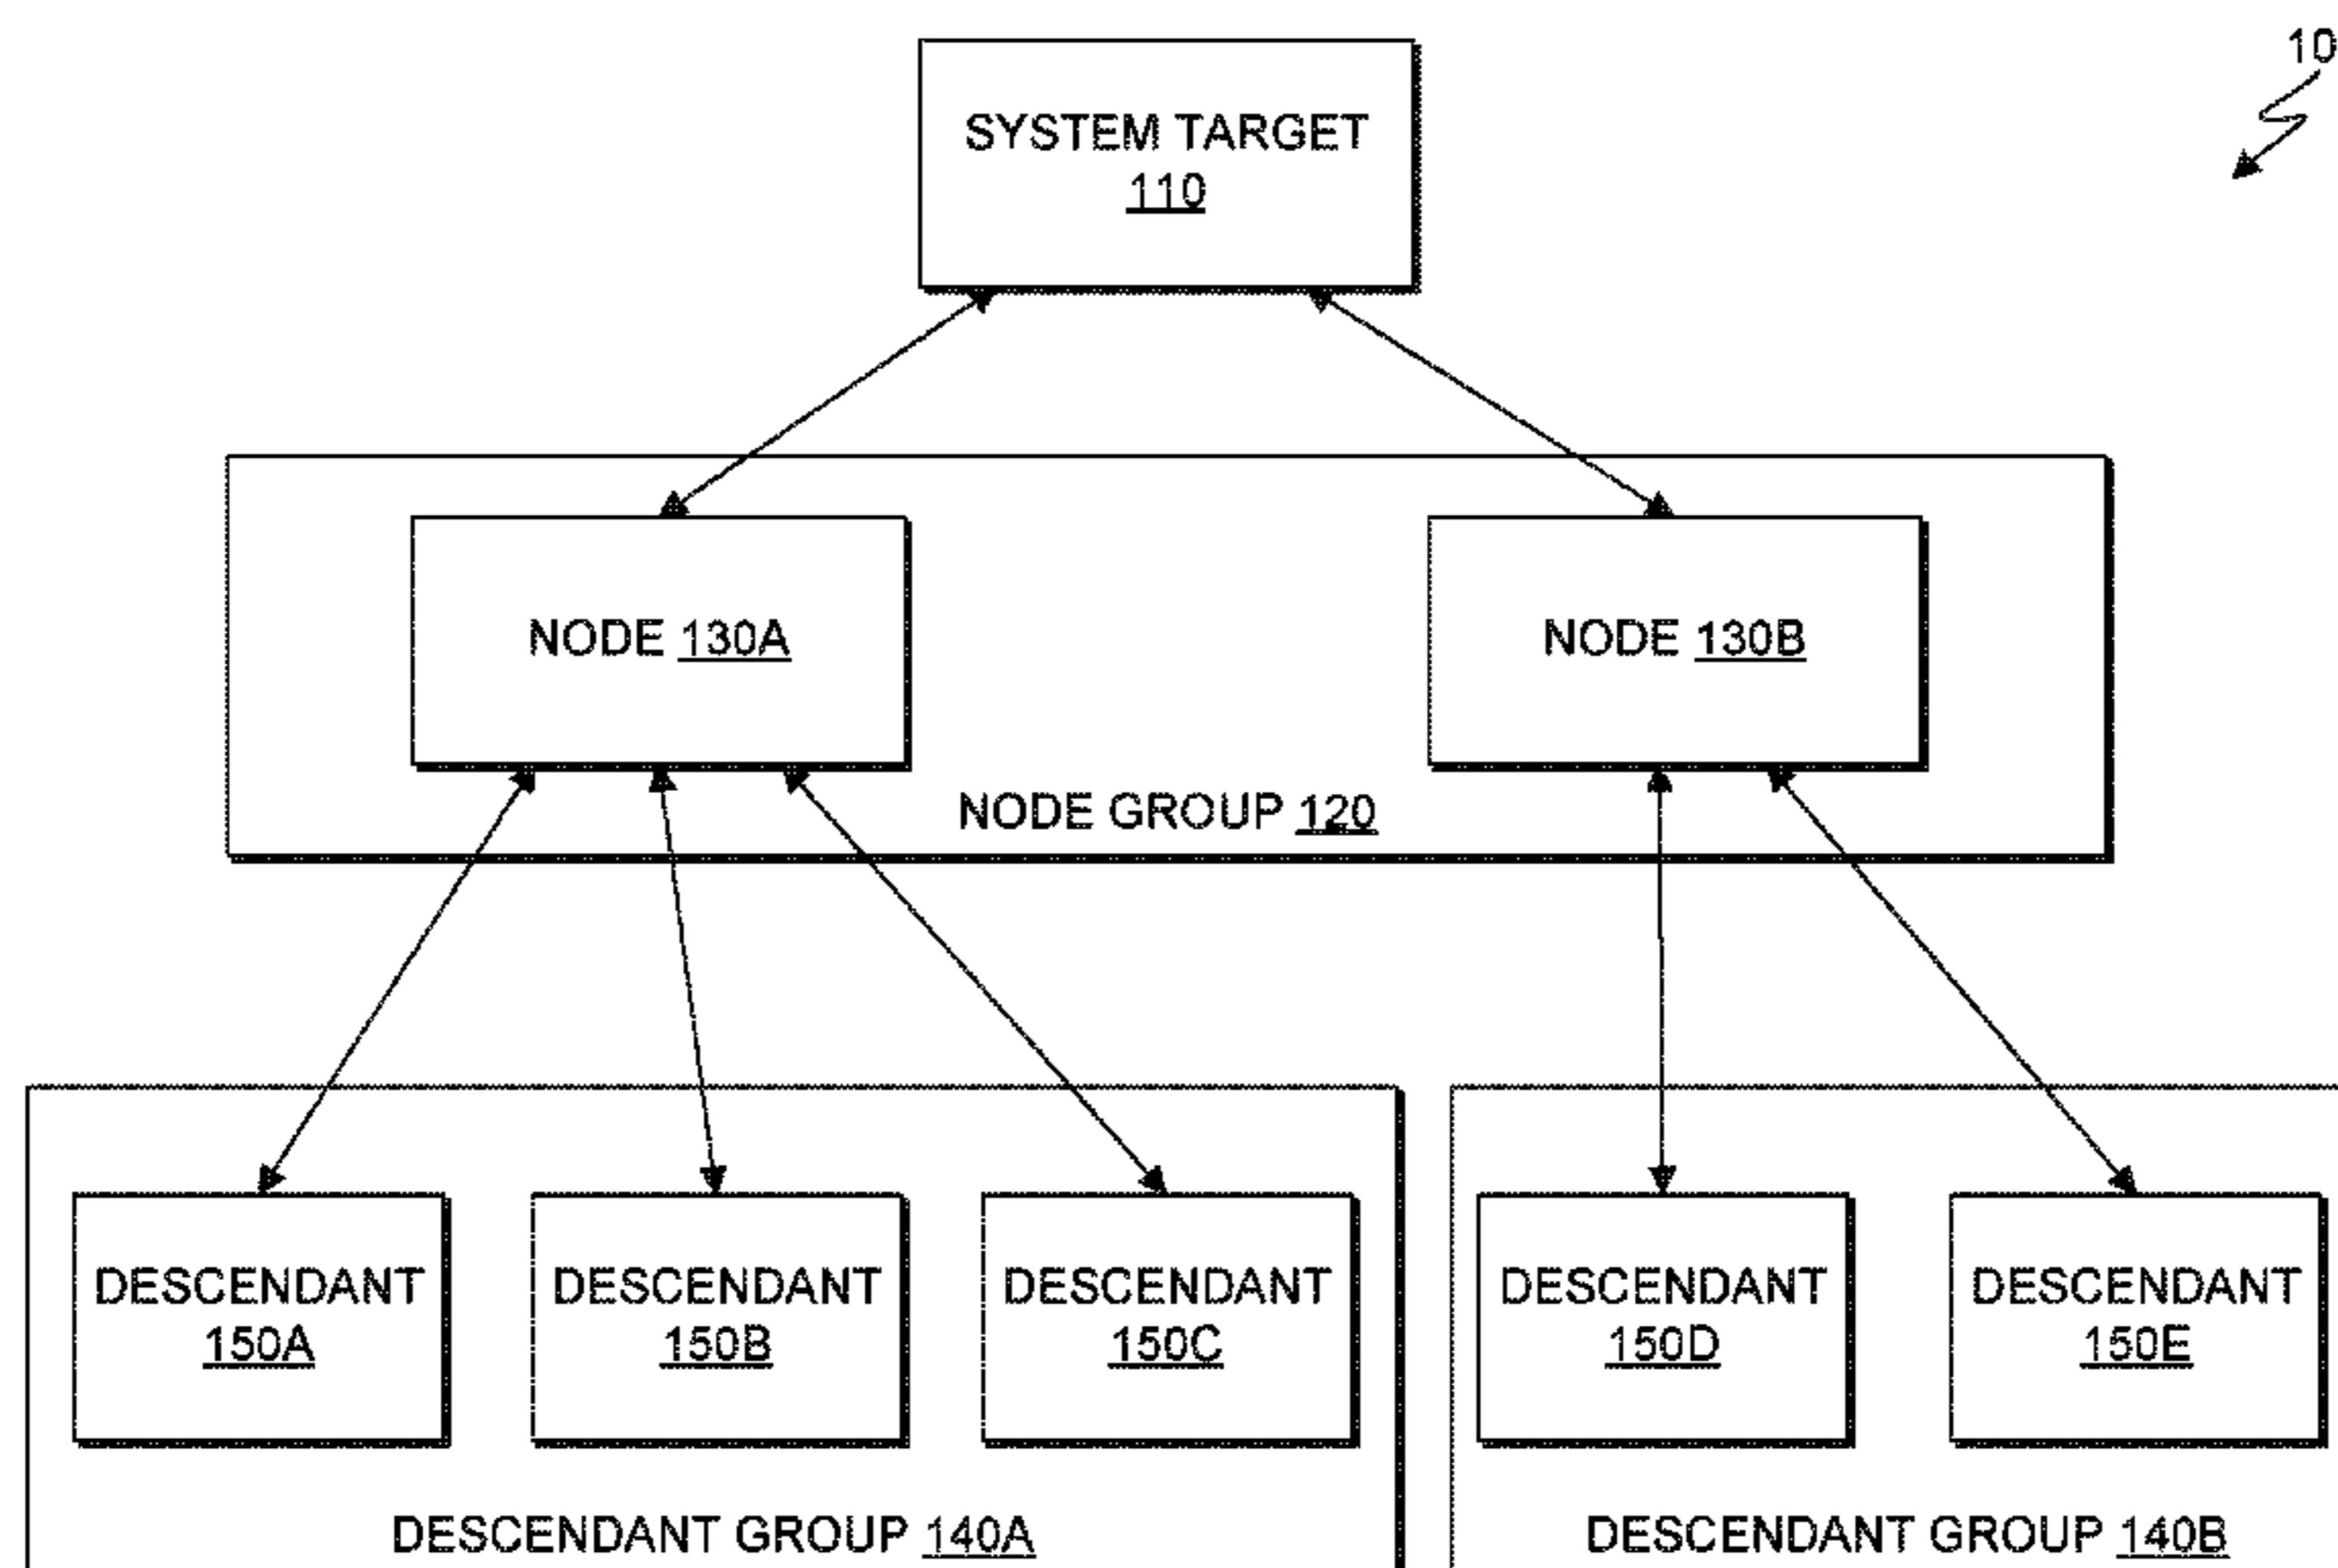 10
SYSTEM TARGET
110
NODE 130A
NODE 130B
NODE GROUP 120
DESCENDANT
150A
DESCENDANT
150B
DESCENDANT
150C
DESCENDANT
150D
DESCENDANT
150E
DESCENDANT GROUP 140A
DESCENDANT GROUP 140B